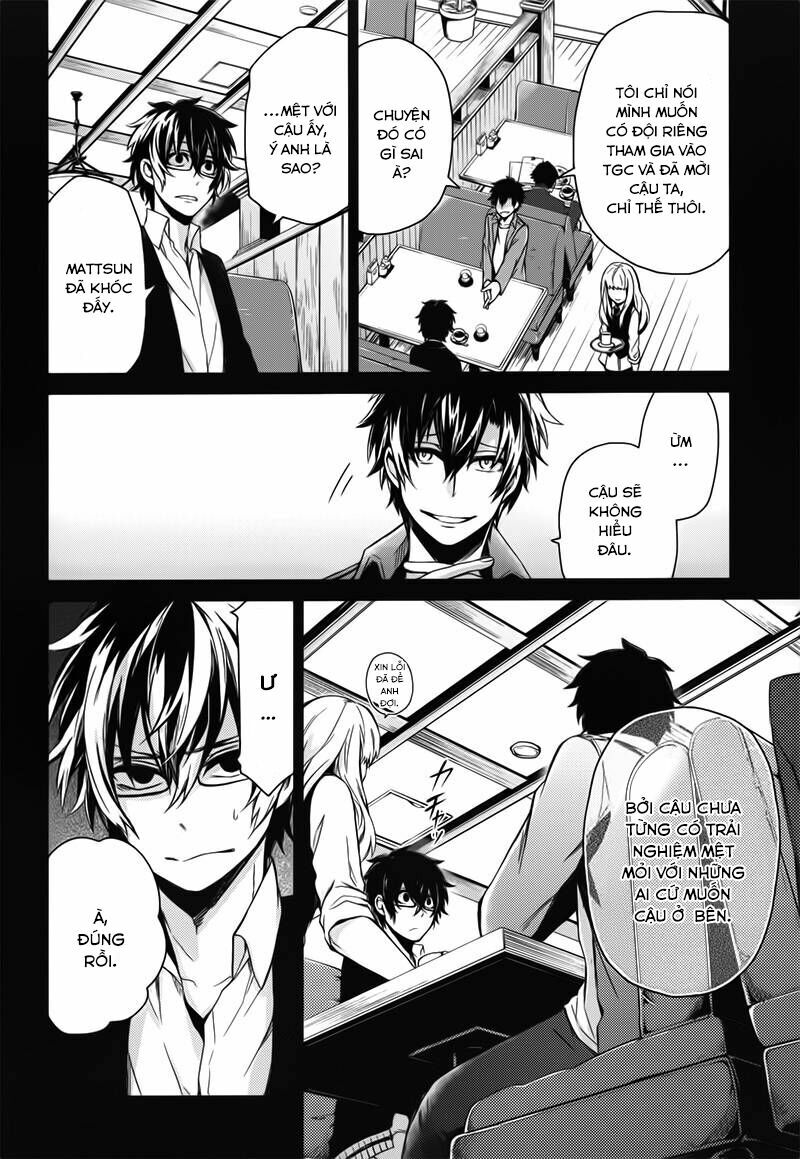 TÔI CHỈ NÓI
MÌNH MUỐN
CÓ ĐỘI RIÊNG
THAM GIA VÀO
TGC VÀ ĐÃ MỜI
CẬU TA,
CHỈ THẾ THÔI.
CHUYỆN
ĐÓ CÓ
GÌ SAI
À?
...MỆT VỚI
CẬU ẤY,
Ý ANH LÀ
SAO?
MATTSUN
ĐÃ KHÓC
ĐẤY.
ỪM
...
CẬU SẼ
KHÔNG
HIỂU
ĐÂU.
BỞI CẬU CHƯA
TỪNG CÓ TRẢI
NGHIỆM MỆT
MỎI VỚI NHỮNG
AI CỨ MUỐN
CẬU Ở BÊN.
XIN LỖI
ĐÃ ĐỂ
ANH
ĐỢI.
Ư
...
À,
ĐÚNG
RỒI.